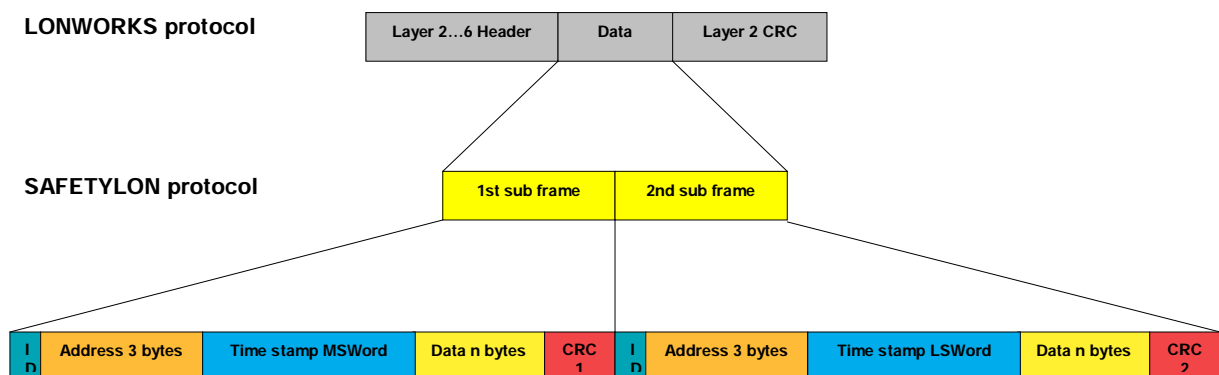 LONWORKS protocol
Layer 2...6 Header Data Layer 2 CRC
SAFETYLON protocol
1st sub frame 2nd sub frame
ID Address 3 bytes Time stamp MSWord Data n bytes CRC 1 ID Address 3 bytes Time stamp LSWord Data n bytes CRC 2